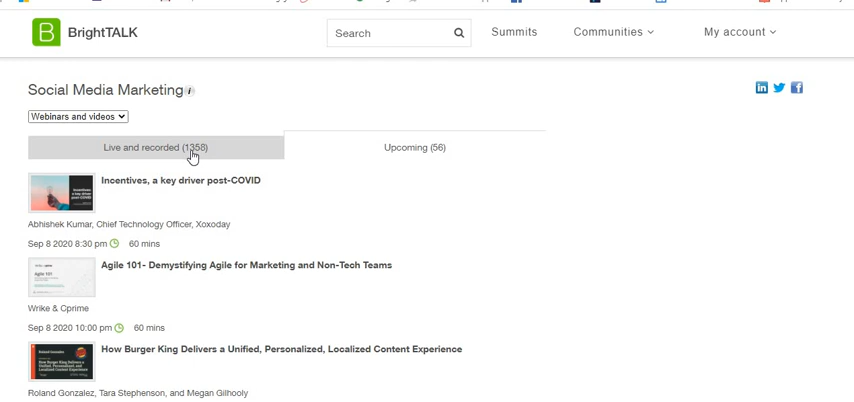 BrightTALK
Search
Summits
Communities
My account
Social Media Marketing
Webinars and videos
Live and recorded (1358)
Upcoming (56)
Incentives, a key driver post-COVID
Abhishek Kumar, Chief Technology Officer, Xoxoday
Sep 8 2020 8:30 pm 60 mins
Agile 101- Demystifying Agile for Marketing and Non-Tech Teams
Wrike & Cprime
Sep 8 2020 10:00 pm 60 mins
How Burger King Delivers a Unified, Personalized, Localized Content Experience
Roland Gonzalez, Tara Stephenson, and Megan Gilhooly